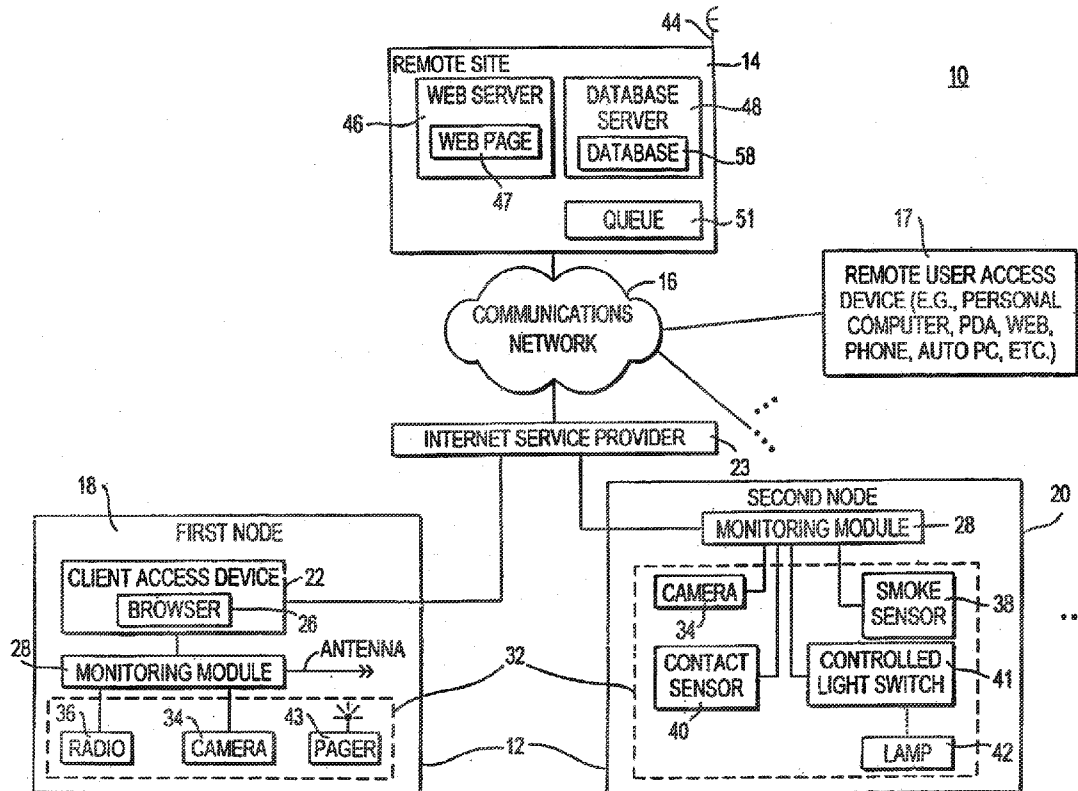 44
REMOTE SITE
14
10
WEB SERVER
DATABASE
SERVER
46
48
WEB PAGE
DATABASE
58
47
QUEUE
51
17
16
REMOTE USER ACCESS
DEVICE (E.G., PERSONAL
COMPUTER, PDA, WEB,
PHONE, AUTO PC, ETC.)
COMMUNICATIONS
NETWORK
INTERNET SERVICE PROVIDER
23
18
FIRST NODE
SECOND NODE
20
MONITORING MODULE
28
CLIENT ACCESS DEVICE
22
BROWSER
26
CAMERA
34
SMOKE
SENSOR
38
28
MONITORING MODULE
ANTENNA
32
CONTACT
SENSOR
40
CONTROLLED
LIGHT SWITCH
41
36
34
43
RADIO
CAMERA
PAGER
12
LAMP
42